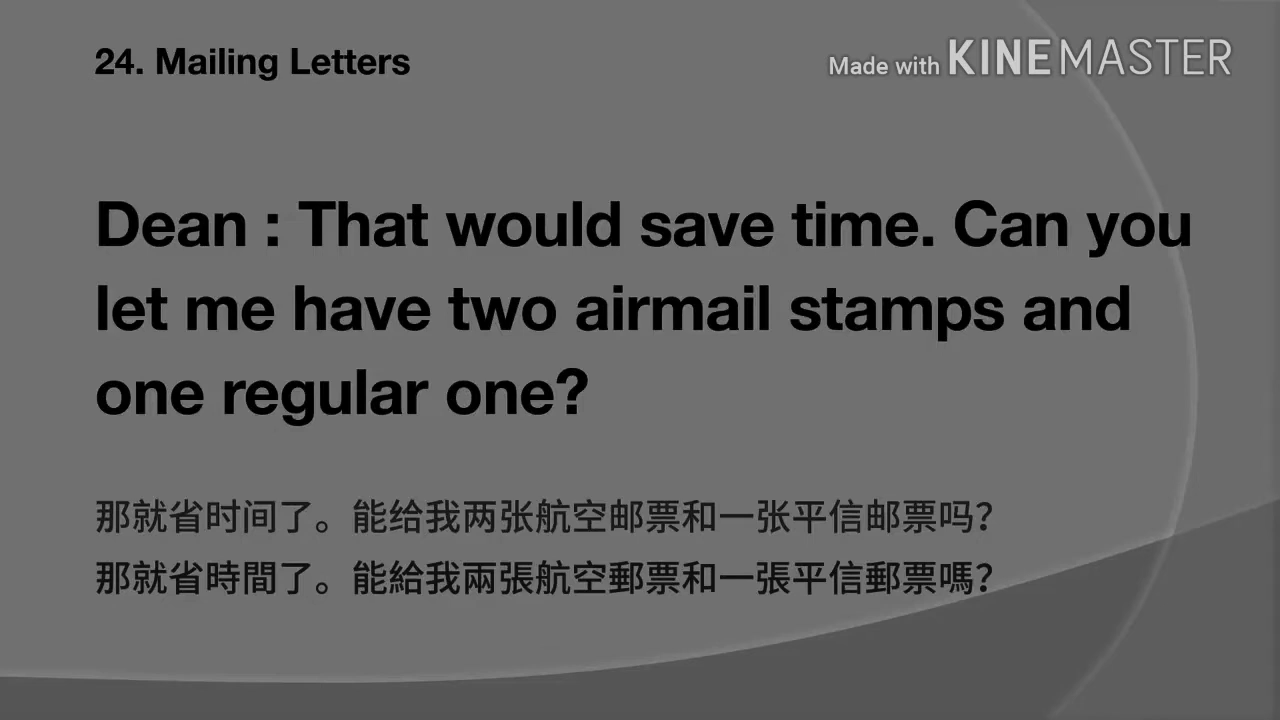 24. Mailing Letters
Made with KINEMASTER
Dean : That would save time. Can you
let me have two airmail stamps and
one regular one?
那就省时间了。能给我两张航空邮票和一张平信邮票吗？
那就省時間了。能給我兩張航空郵票和一張平信郵票嗎？